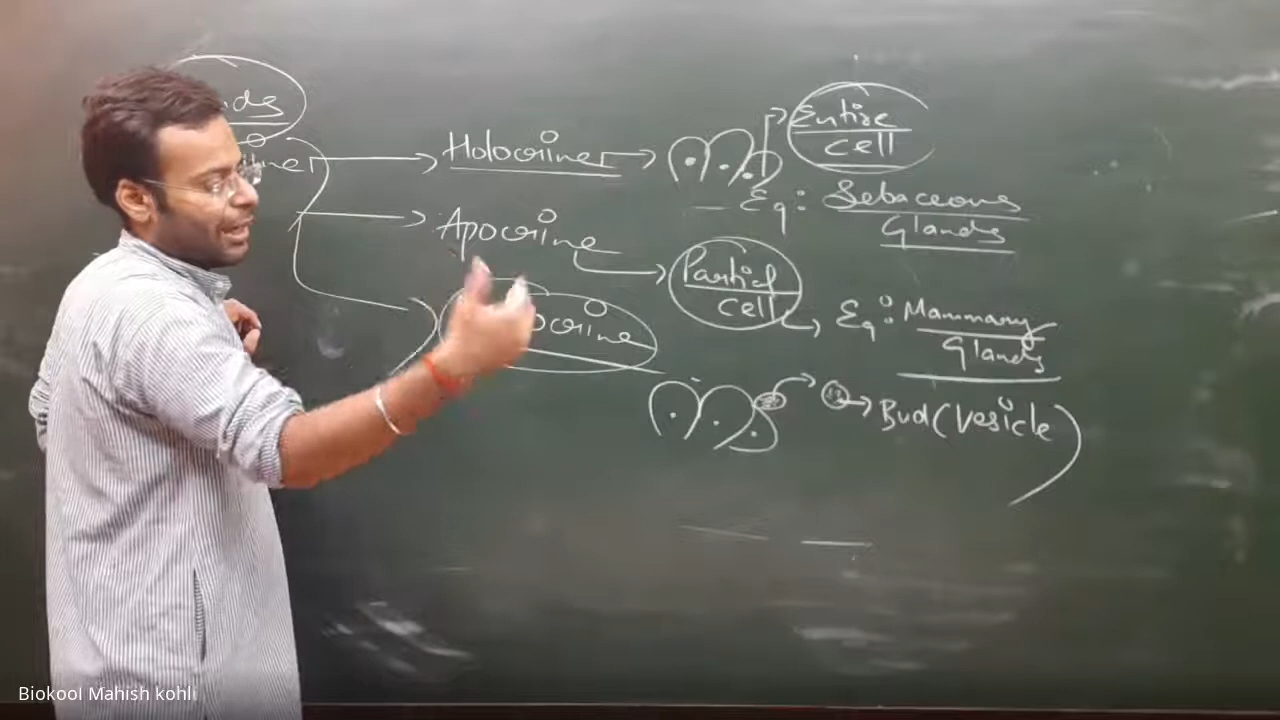 Holocrine
Entire
cell
Eg: Sebaceous
Glands
Apocrine
Partial
cell
Eg: Mammary
Glands
Bud (Vesicle)
Biokool Mahish kohli